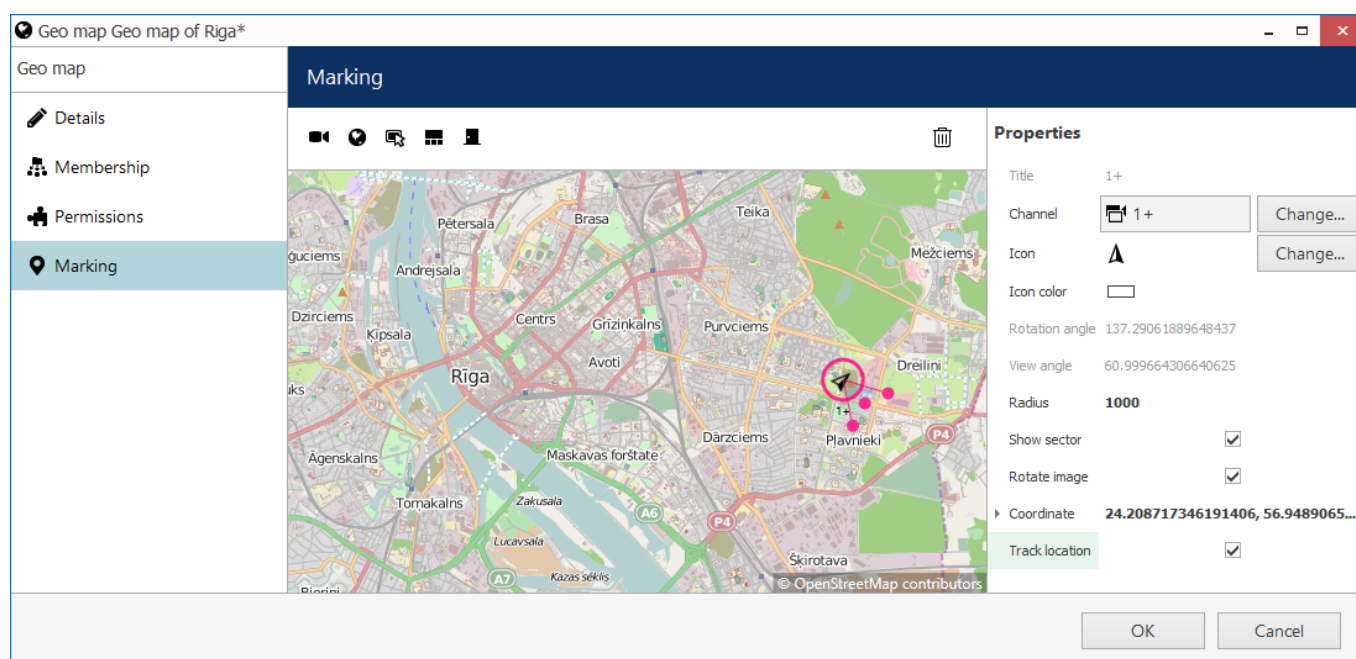 Geo map Geo map of Riga*
Geo map
Details
Membership
Permissions
Marking
Marking
Pētersala
Brasa
Teika
Mežciems
Andrejsala
Dzirciems
Ķīpsala
Centrs
Grīziņkalns
Purvciems
Avoti
Rīga
Dreiliņi
1+
Āgenskalns
Maskavas forštate
Dārzciems
Pļavnieki
P4
Torņakalns
Zaķusala
A6
P4
Lucavsala
Šķirotava
A7
Kazas sēklis
© OpenStreetMap contributors
Properties
Title 1+
Channel 1+ Change...
Icon Change...
Icon color
Rotation angle 137.29061889648437
View angle 60.999664306640625
Radius 1000
Show sector
Rotate image
Coordinate 24.208717346191406, 56.9489065...
Track location
OK Cancel